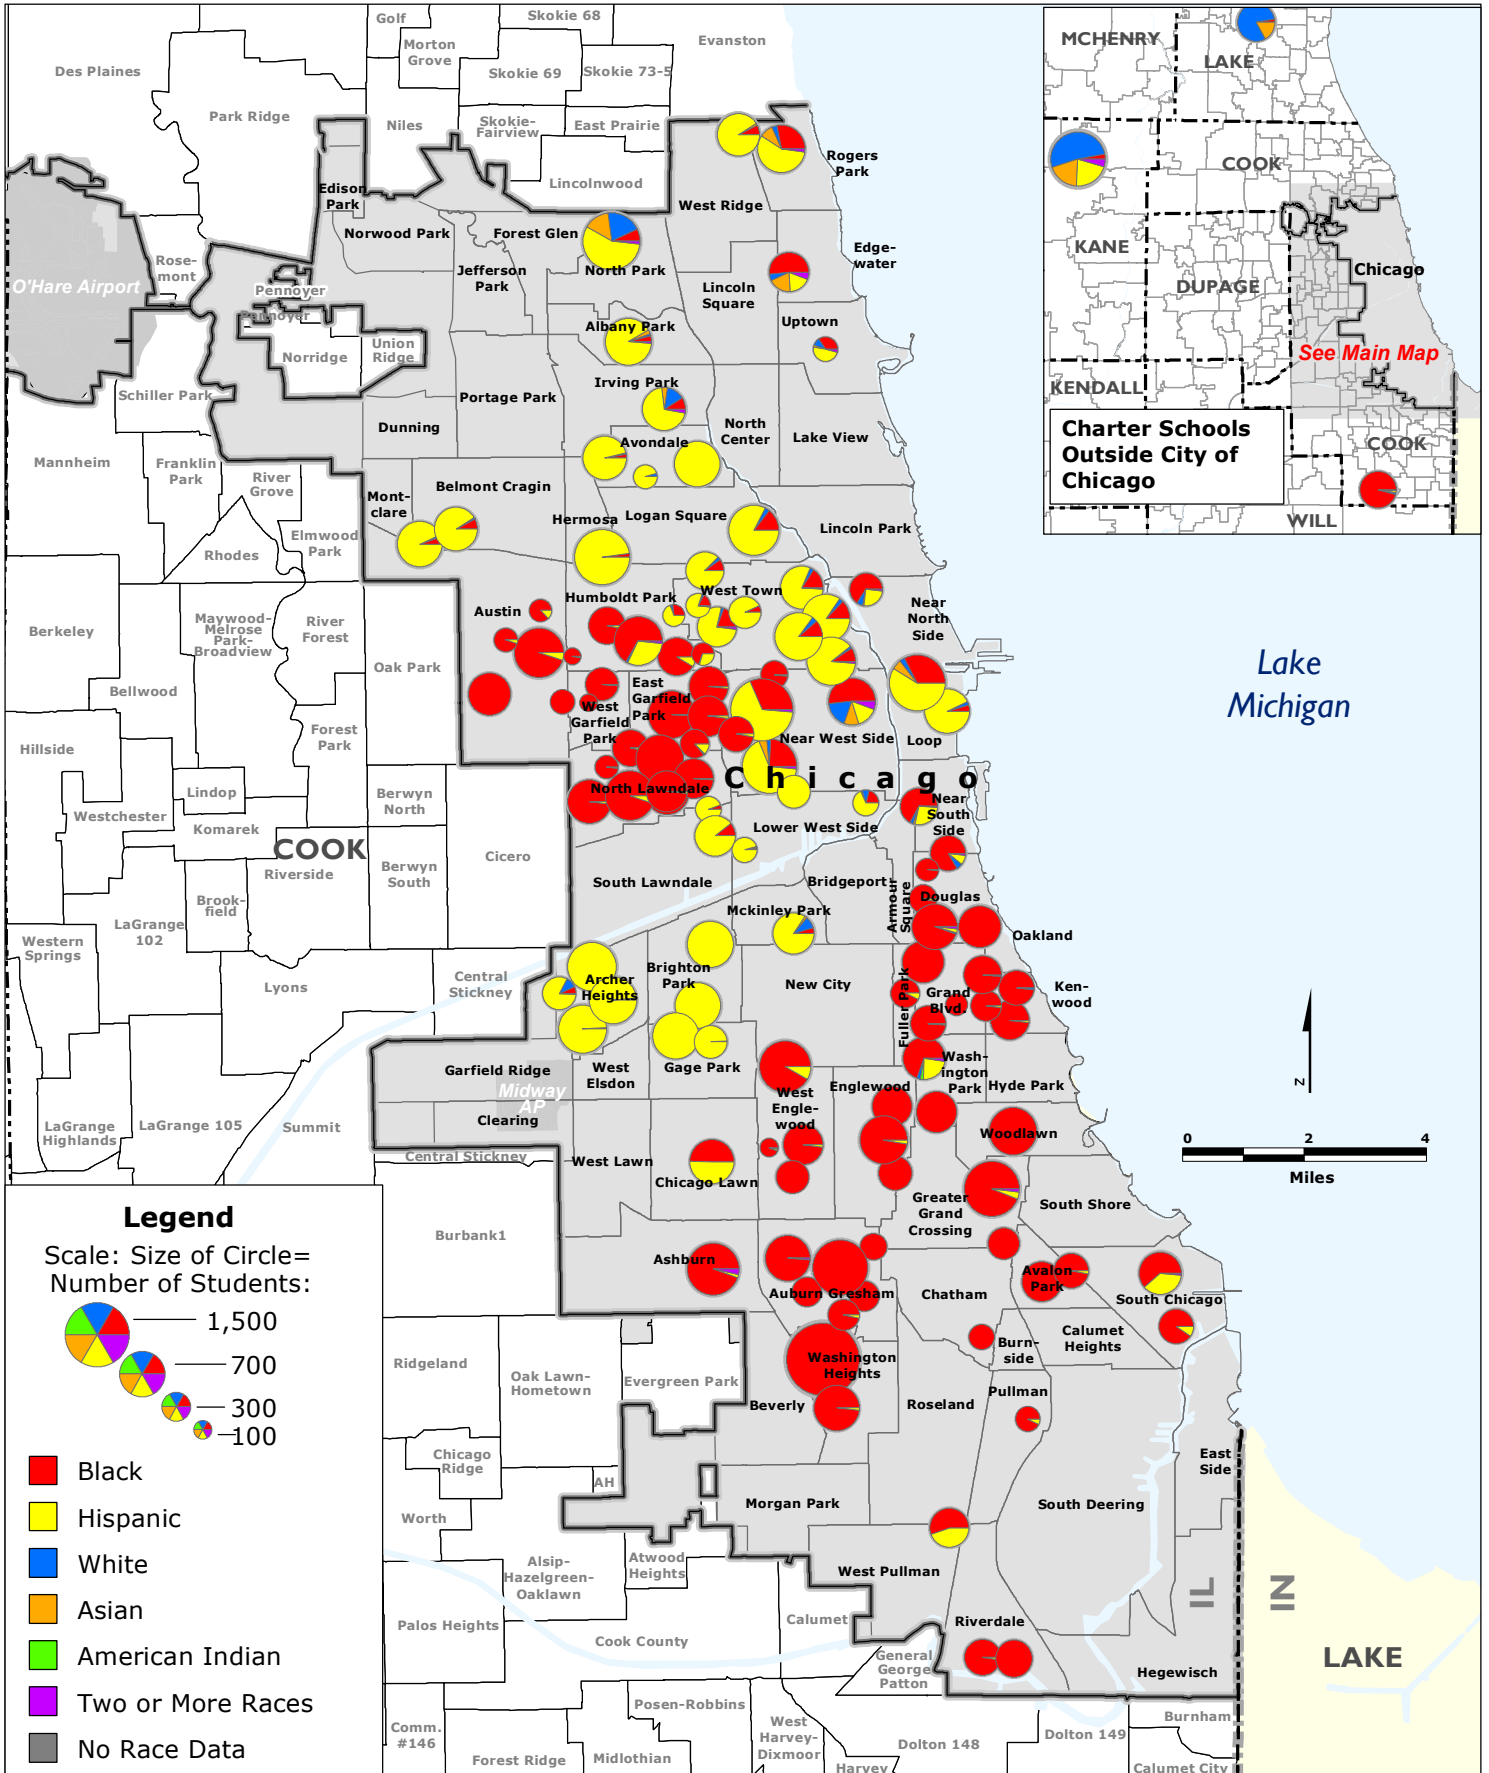 Golf
Skokie 68
Evanston
Morton
Grove
Des Plaines
Skokie 69
Skokie 73-5
Park Ridge
Niles
Skokie-
Fairview
East Prairie
Lincolnwood
Rogers
Park
Edison
Park
West Ridge
Norwood Park
Forest Glen
North Park
Edge-
water
Rose-
mont
Jefferson
Park
O'Hare Airport
Pennoyer
Pennoyer
Lincoln
Square
Albany Park
Uptown
Norridge
Union
Ridge
Schiller Park
Irving Park
Portage Park
Dunning
Avondale
North
Center
Lake View
Mannheim
Franklin
Park
River
Grove
Mont-
clare
Belmont Cragin
Hermosa
Logan Square
Lincoln Park
Elmwood
Park
Rhodes
Austin
Humboldt Park
West Town
Near
North
Side
Berkeley
Maywood-
Melrose
Park-
Broadview
River
Forest
Oak Park
Bellwood
East
Garfield
Park
West
Garfield
Park
Forest
Park
Near West Side
Loop
Hillside
Chicago
Lindop
Berwyn
North
North Lawndale
Westchester
Komarek
Near
South
Side
Lower West Side
COOK
Riverside
Cicero
Berwyn
South
South Lawndale
Bridgeport
Armour
Square
Douglas
Brook-
field
LaGrange
102
Mckinley Park
Oakland
Western
Springs
Lyons
Central
Stickney
Archer
Heights
Brighton
Park
New City
Fuller Park
Grand
Blvd.
Ken-
wood
Garfield Ridge
West
Elsdon
Gage Park
Wash-
ington
Park
Hyde Park
Midway
AP
Clearing
West
Engle-
wood
Englewood
LaGrange
Highlands
LaGrange 105
Summit
Central Stickney
West Lawn
Chicago Lawn
Woodlawn
Greater
Grand
Crossing
South Shore
Burbank1
Ashburn
Auburn Gresham
Chatham
Avalon
Park
South Chicago
Ridgeland
Oak Lawn-
Hometown
Evergreen Park
Washington
Heights
Burn-
side
Calumet
Heights
Beverly
Roseland
Pullman
Chicago
Ridge
AH
East
Side
Worth
Morgan Park
South Deering
Alsip-
Hazelgreen-
Oaklawn
Atwood
Heights
West Pullman
IL
IN
Palos Heights
Cook County
Calumet
Riverdale
General
George
Patton
Hegewisch
LAKE
Posen-Robbins
Comm.
#146
Forest Ridge
Midlothian
West
Harvey-
Dixmoor
Harvey
Dolton 148
Dolton 149
Burnham
Calumet City
Lake
Michigan
N
0 2 4
Miles
MCHENRY
LAKE
COOK
KANE
DUPAGE
Chicago
See Main Map
KENDALL
COOK
WILL
Charter Schools
Outside City of
Chicago
Legend
Scale: Size of Circle=
Number of Students:
1,500
700
300
100
Black
Hispanic
White
Asian
American Indian
Two or More Races
No Race Data